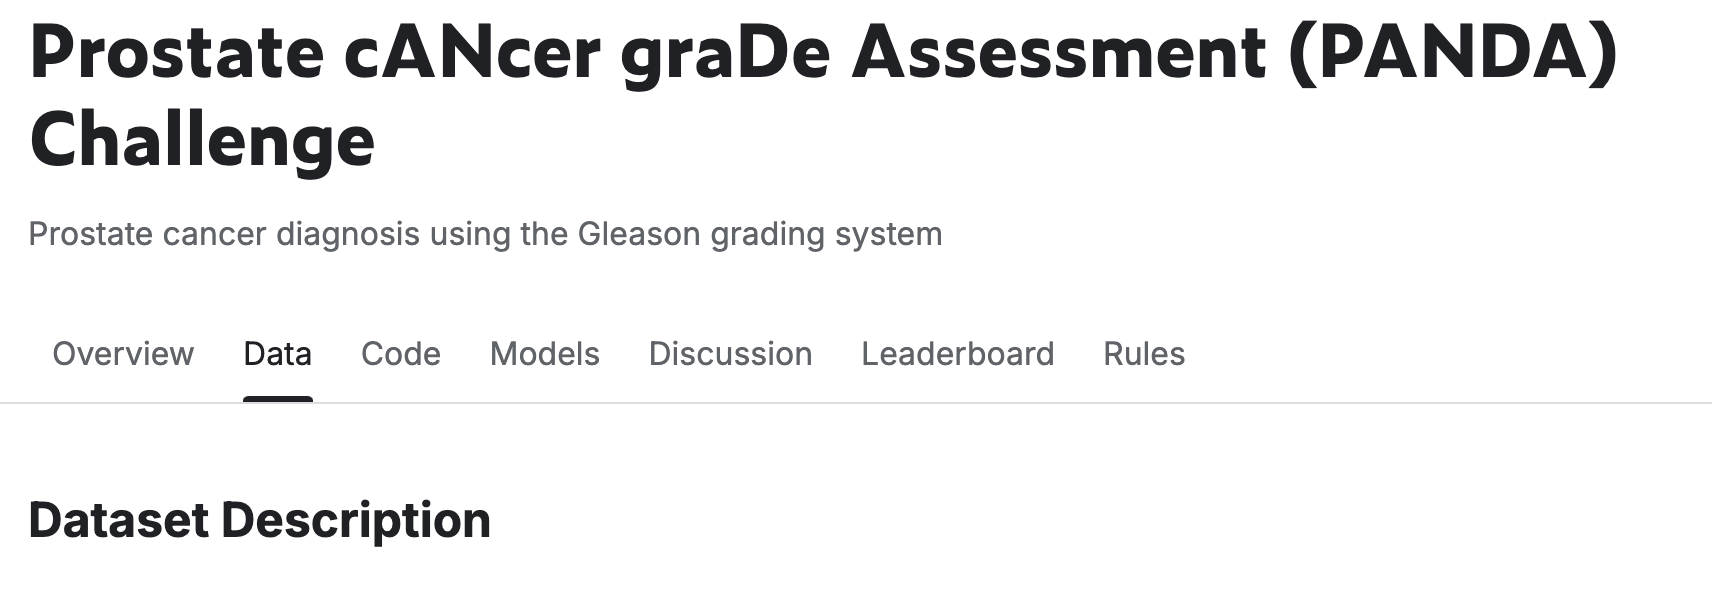 Prostate cANcer graDe Assessment (PANDA)
Challenge
Prostate cancer diagnosis using the Gleason grading system
Overview Data Code Models Discussion Leaderboard Rules
Dataset Description